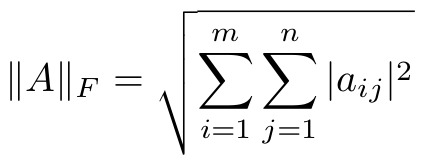 ‖A‖_F = √(∑_{i=1}^{m} ∑_{j=1}^{n} |a_{ij}|²)